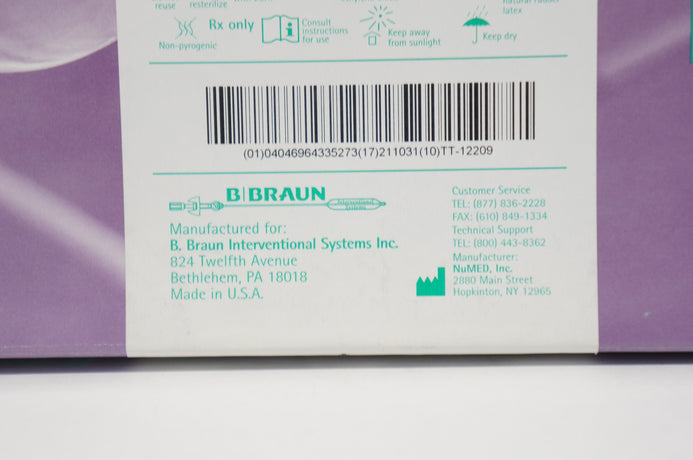 reuse resterilize
natural rubber
latex
Rx only
Non-pyrogenic
Consult
instructions
for use
Keep away
from sunlight
Keep dry
(01)04046964335273(17)211031(10)TT-12209
B|BRAUN
Interventional
Systems
Manufactured for:
B. Braun Interventional Systems Inc.
824 Twelfth Avenue
Bethlehem, PA 18018
Made in U.S.A.
Customer Service
TEL: (877) 836-2228
FAX: (610) 849-1334
Technical Support
TEL: (800) 443-8362
Manufacturer:
NuMED, Inc.
2880 Main Street
Hopkinton, NY 12965